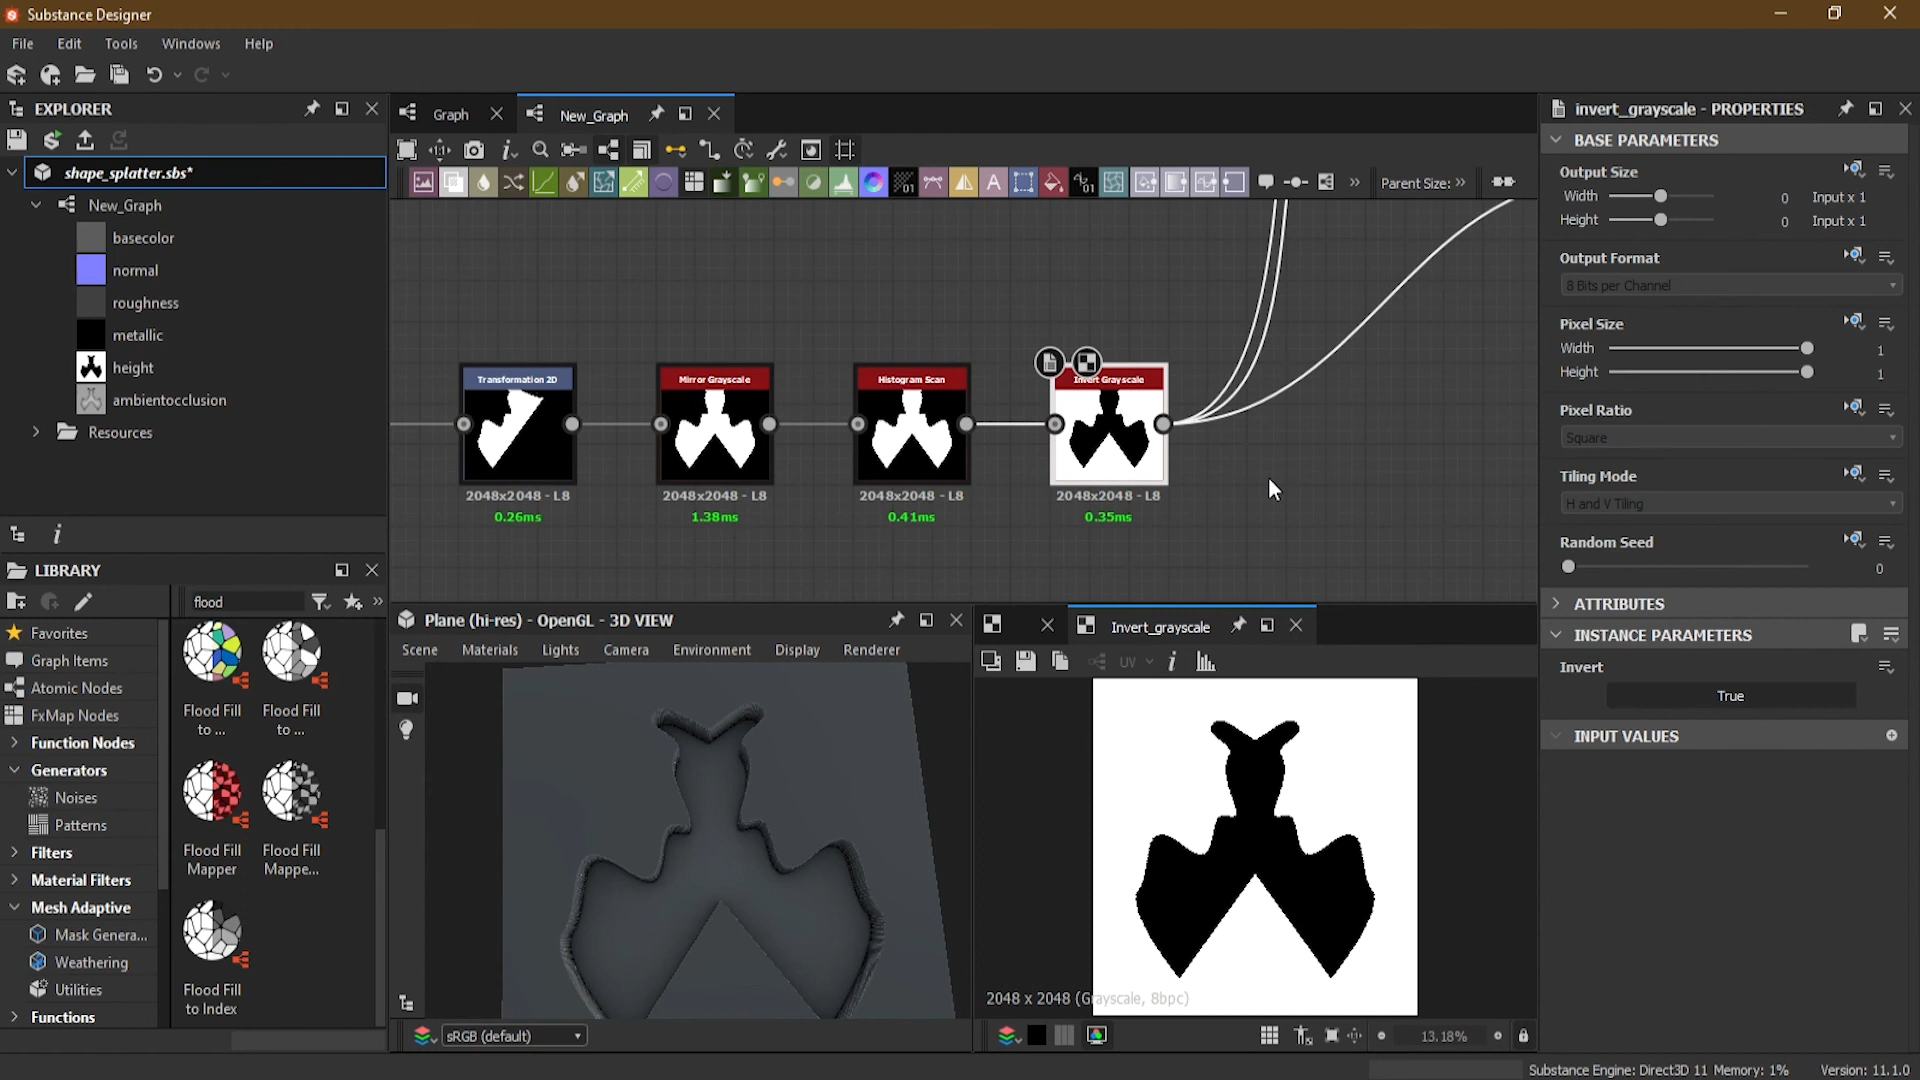 Substance Designer
File Edit Tools Windows Help
EXPLORER
shape_splatter.sbs*
New_Graph
basecolor
normal
roughness
metallic
height
ambientocclusion
Resources
LIBRARY
flood
Favorites
Graph Items
Atomic Nodes
FxMap Nodes
Function Nodes
Generators
Noises
Patterns
Filters
Material Filters
Mesh Adaptive
Mask Genera...
Weathering
Utilities
Functions
Flood Fill to ...
Flood Fill to ...
Flood Fill Mapper
Flood Fill Mappe...
Flood Fill to Index
Graph
New_Graph
Parent Size:
Transformation 2D
2048x2048 - L8
0.26ms
Mirror Grayscale
2048x2048 - L8
1.38ms
Histogram Scan
2048x2048 - L8
0.41ms
Invert Grayscale
2048x2048 - L8
0.35ms
Plane (hi-res) - OpenGL - 3D VIEW
Scene Materials Lights Camera Environment Display Renderer
sRGB (default)
Invert_grayscale
UV
2048 x 2048 (Grayscale, 8bpc)
13.18%
invert_grayscale - PROPERTIES
BASE PARAMETERS
Output Size
Width 0 Input x 1
Height 0 Input x 1
Output Format
8 Bits per Channel
Pixel Size
Width 1
Height 1
Pixel Ratio
Square
Tiling Mode
H and V Tiling
Random Seed
0
ATTRIBUTES
INSTANCE PARAMETERS
Invert
True
INPUT VALUES
Substance Engine: Direct3D 11 Memory: 1% Version: 11.1.0